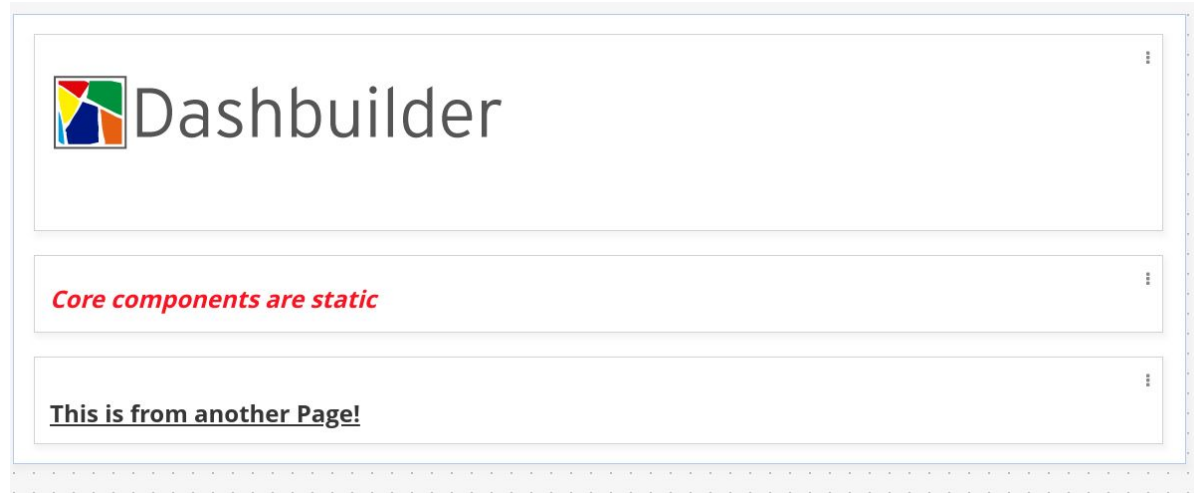 Dashbuilder
Core components are static
This is from another Page!